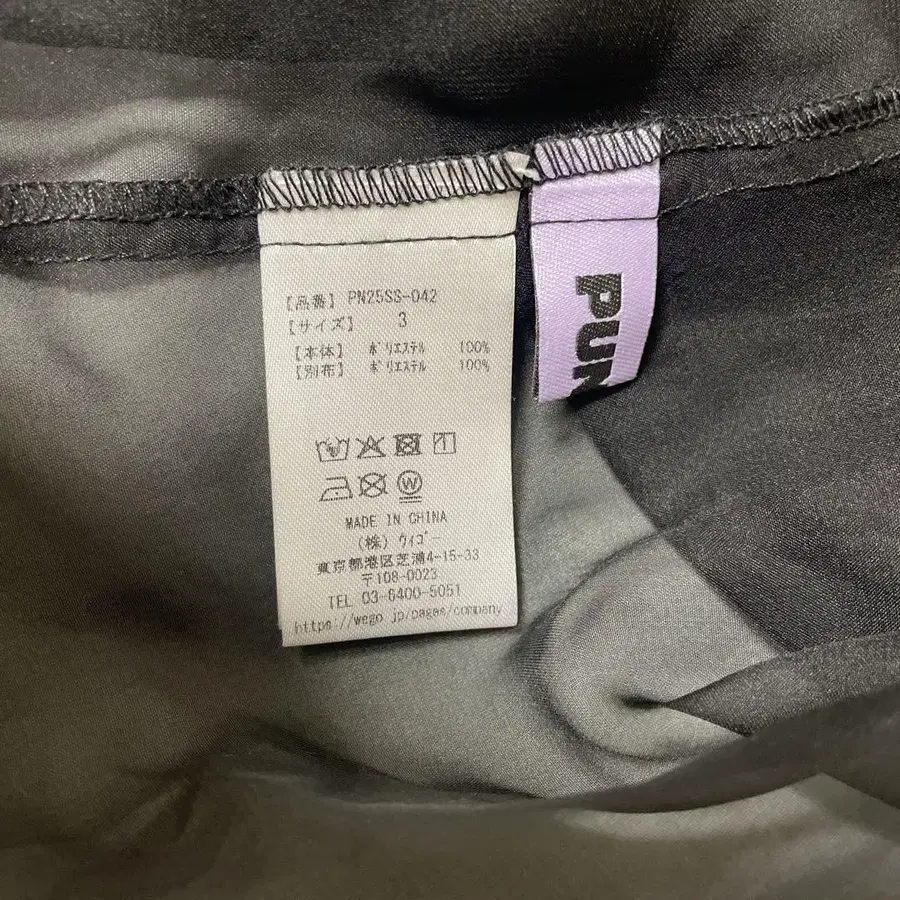 【品番】 PN25SS-042
【サイズ】 3
【本体】 ポリエステル 100%
【別布】 ポリエステル 100%
MADE IN CHINA
(株) ウィゴー
東京都港区芝浦4-15-33
〒108-0023
TEL 03-6400-5051
https://wego jp/pages/company
PUN